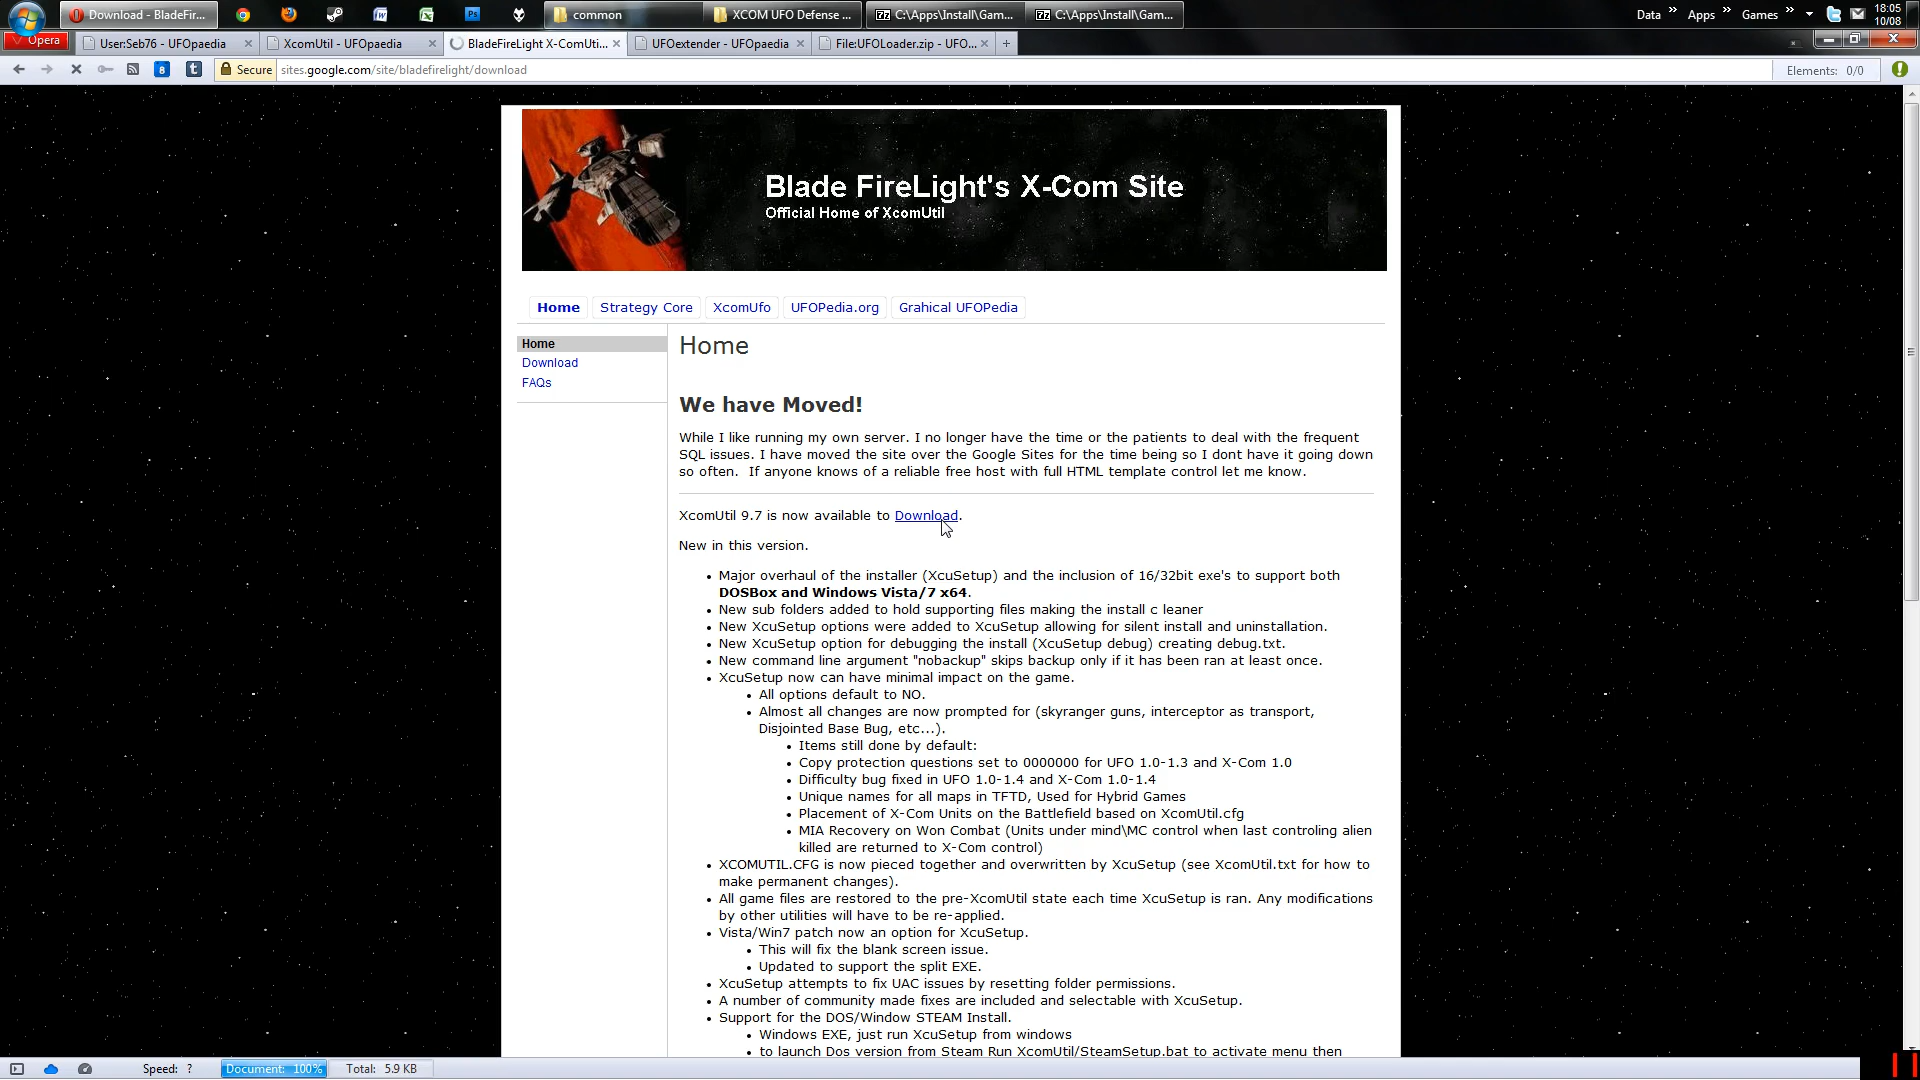 Download - BladeFir...
common
XCOM UFO Defense ...
C:\Apps\Install\Gam...
C:\Apps\Install\Gam...
Data » Apps » Games »
18:05
10/08
Opera
User:Seb76 - UFOpaedia
XcomUtil - UFOpaedia
BladeFireLight X-ComUti...
UFOextender - UFOpaedia
File:UFOLoader.zip - UFO...
Secure
sites.google.com/site/bladefirelight/download
Elements: 0/0
Blade FireLight's X-Com Site
Official Home of XcomUtil
Home Strategy Core XcomUfo UFOPedia.org Grahical UFOPedia
Home
Download
FAQs
Home
We have Moved!
While I like running my own server. I no longer have the time or the patients to deal with the frequent
SQL issues. I have moved the site over the Google Sites for the time being so I dont have it going down
so often.  If anyone knows of a reliable free host with full HTML template control let me know.
XcomUtil 9.7 is now available to Download.
New in this version.
• Major overhaul of the installer (XcuSetup) and the inclusion of 16/32bit exe's to support both
DOSBox and Windows Vista/7 x64.
• New sub folders added to hold supporting files making the install c leaner
• New XcuSetup options were added to XcuSetup allowing for silent install and uninstallation.
• New XcuSetup option for debugging the install (XcuSetup debug) creating debug.txt.
• New command line argument "nobackup" skips backup only if it has been ran at least once.
• XcuSetup now can have minimal impact on the game.
• All options default to NO.
• Almost all changes are now prompted for (skyranger guns, interceptor as transport,
Disjointed Base Bug, etc...).
• Items still done by default:
• Copy protection questions set to 0000000 for UFO 1.0-1.3 and X-Com 1.0
• Difficulty bug fixed in UFO 1.0-1.4 and X-Com 1.0-1.4
• Unique names for all maps in TFTD, Used for Hybrid Games
• Placement of X-Com Units on the Battlefield based on XcomUtil.cfg
• MIA Recovery on Won Combat (Units under mind\MC control when last controling alien
killed are returned to X-Com control)
• XCOMUTIL.CFG is now pieced together and overwritten by XcuSetup (see XcomUtil.txt for how to
make permanent changes).
• All game files are restored to the pre-XcomUtil state each time XcuSetup is ran. Any modifications
by other utilities will have to be re-applied.
• Vista/Win7 patch now an option for XcuSetup.
• This will fix the blank screen issue.
• Updated to support the split EXE.
• XcuSetup attempts to fix UAC issues by resetting folder permissions.
• A number of community made fixes are included and selectable with XcuSetup.
• Support for the DOS/Window STEAM Install.
• Windows EXE, just run XcuSetup from windows
• to launch Dos version from Steam Run XcomUtil/SteamSetup.bat to activate menu then
Speed: ?
Document: 100%
Total: 5.9 KB